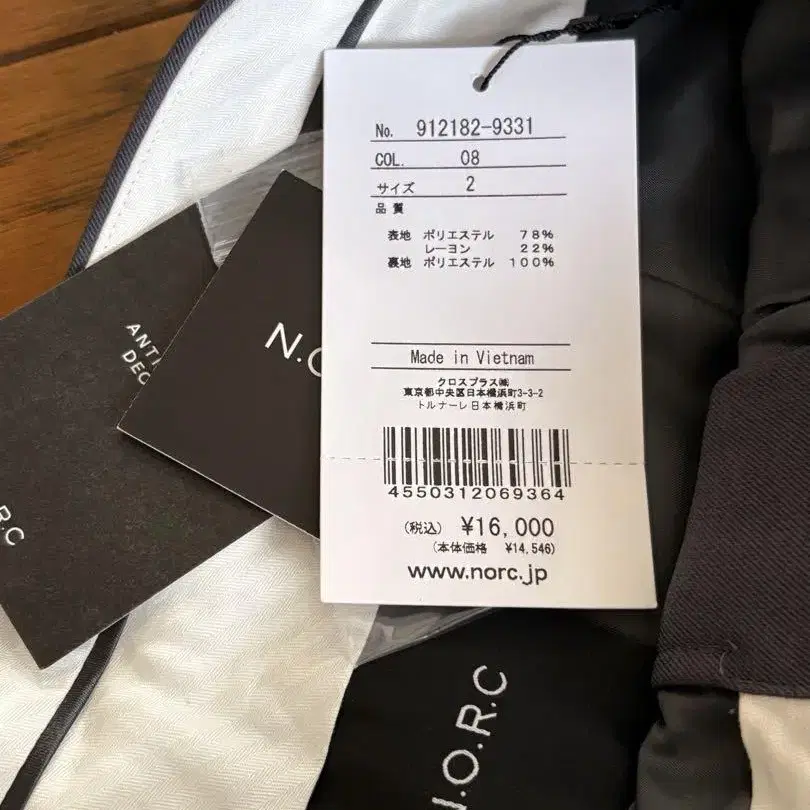 No. 912182-9331
COL. 08
サイズ 2
品質
表地 ポリエステル 78%
レーヨン 22%
裏地 ポリエステル 100%
Made in Vietnam
クロスプラス㈱
東京都中央区日本橋浜町3-3-2
トルナーレ日本橋浜町
4550312069364
(税込) ¥16,000
(本体価格 ¥14,546)
www.norc.jp
N.O.R.C